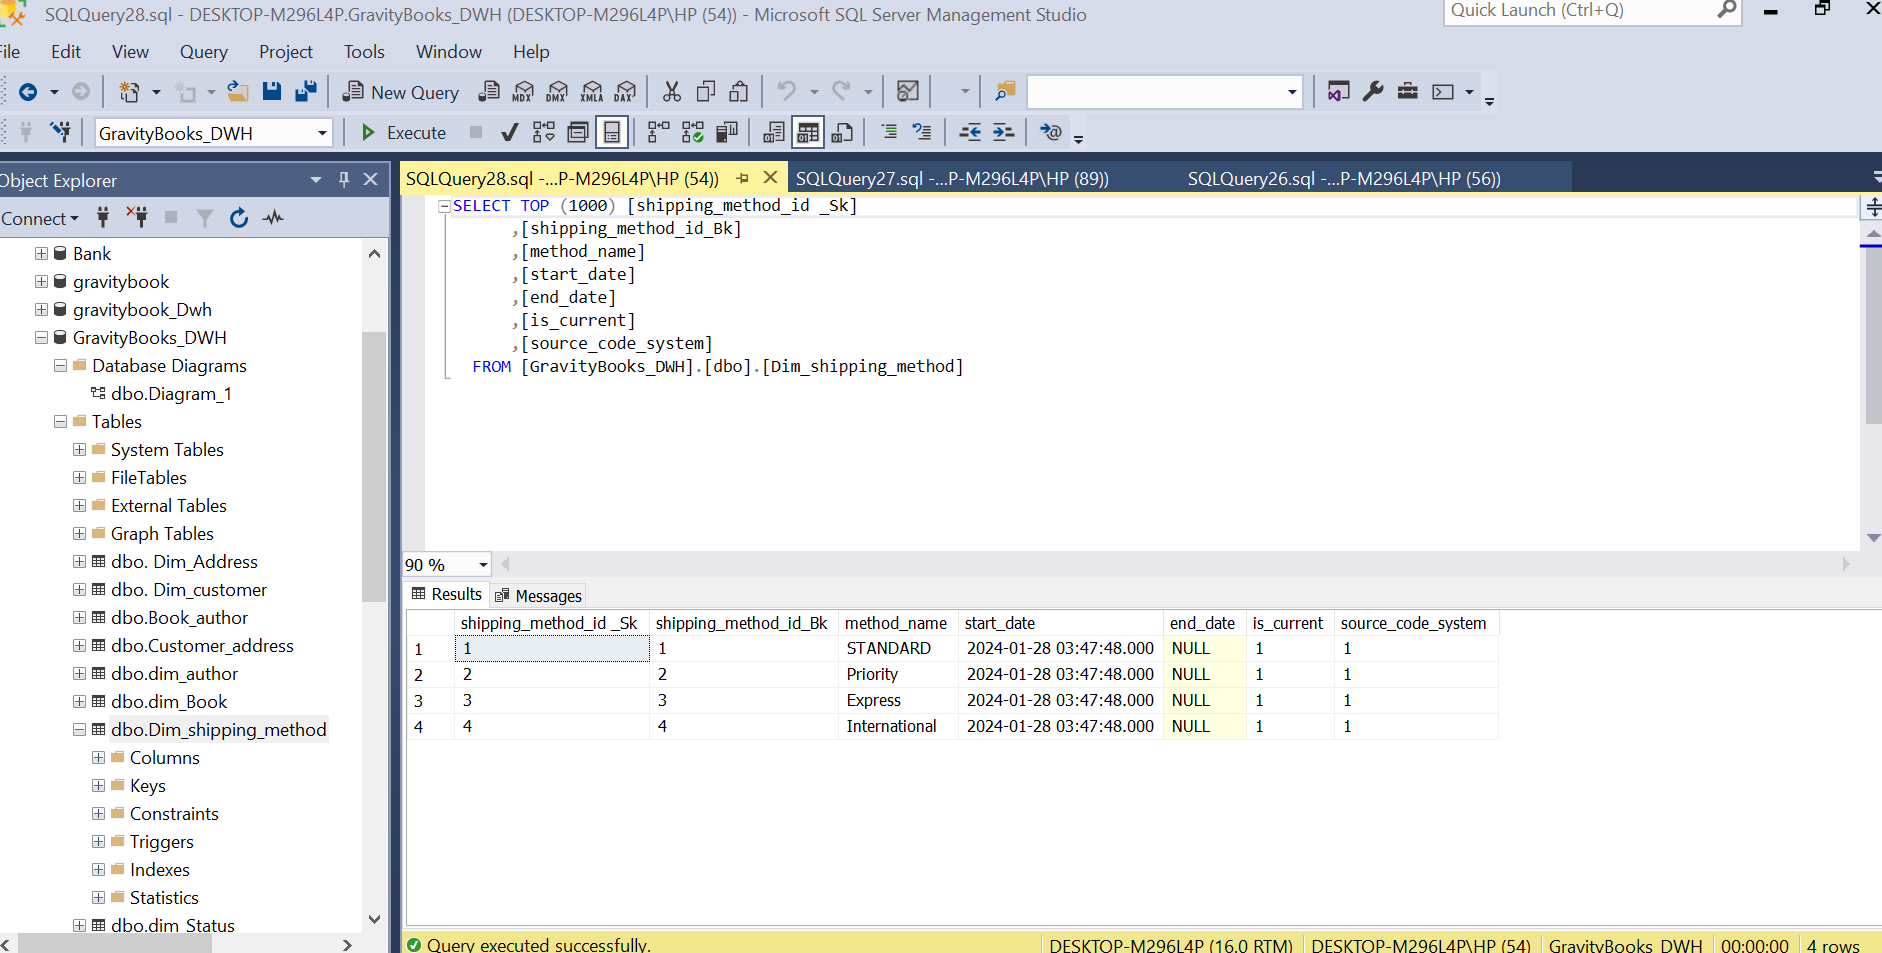 SQLQuery28.sql - DESKTOP-M296L4P.GravityBooks_DWH (DESKTOP-M296L4P\HP (54)) - Microsoft SQL Server Management Studio
Quick Launch (Ctrl+Q)
File Edit View Query Project Tools Window Help
New Query MDX DMX XMLA DAX
GravityBooks_DWH Execute
Object Explorer
SQLQuery28.sql -...P-M296L4P\HP (54)) SQLQuery27.sql -...P-M296L4P\HP (89)) SQLQuery26.sql -...P-M296L4P\HP (56))
Connect
Bank
gravitybook
gravitybook_Dwh
GravityBooks_DWH
Database Diagrams
dbo.Diagram_1
Tables
System Tables
FileTables
External Tables
Graph Tables
dbo. Dim_Address
dbo. Dim_customer
dbo.Book_author
dbo.Customer_address
dbo.dim_author
dbo.dim_Book
dbo.Dim_shipping_method
Columns
Keys
Constraints
Triggers
Indexes
Statistics
dbo.dim_Status
SELECT TOP (1000) [shipping_method_id _Sk]
,[shipping_method_id_Bk]
,[method_name]
,[start_date]
,[end_date]
,[is_current]
,[source_code_system]
FROM [GravityBooks_DWH].[dbo].[Dim_shipping_method]
90 %
Results Messages
shipping_method_id _Sk shipping_method_id_Bk method_name start_date end_date is_current source_code_system
1 1 1 STANDARD 2024-01-28 03:47:48.000 NULL 1 1
2 2 2 Priority 2024-01-28 03:47:48.000 NULL 1 1
3 3 3 Express 2024-01-28 03:47:48.000 NULL 1 1
4 4 4 International 2024-01-28 03:47:48.000 NULL 1 1
Query executed successfully. DESKTOP-M296L4P (16.0 RTM) DESKTOP-M296L4P\HP (54) GravityBooks_DWH 00:00:00 4 rows